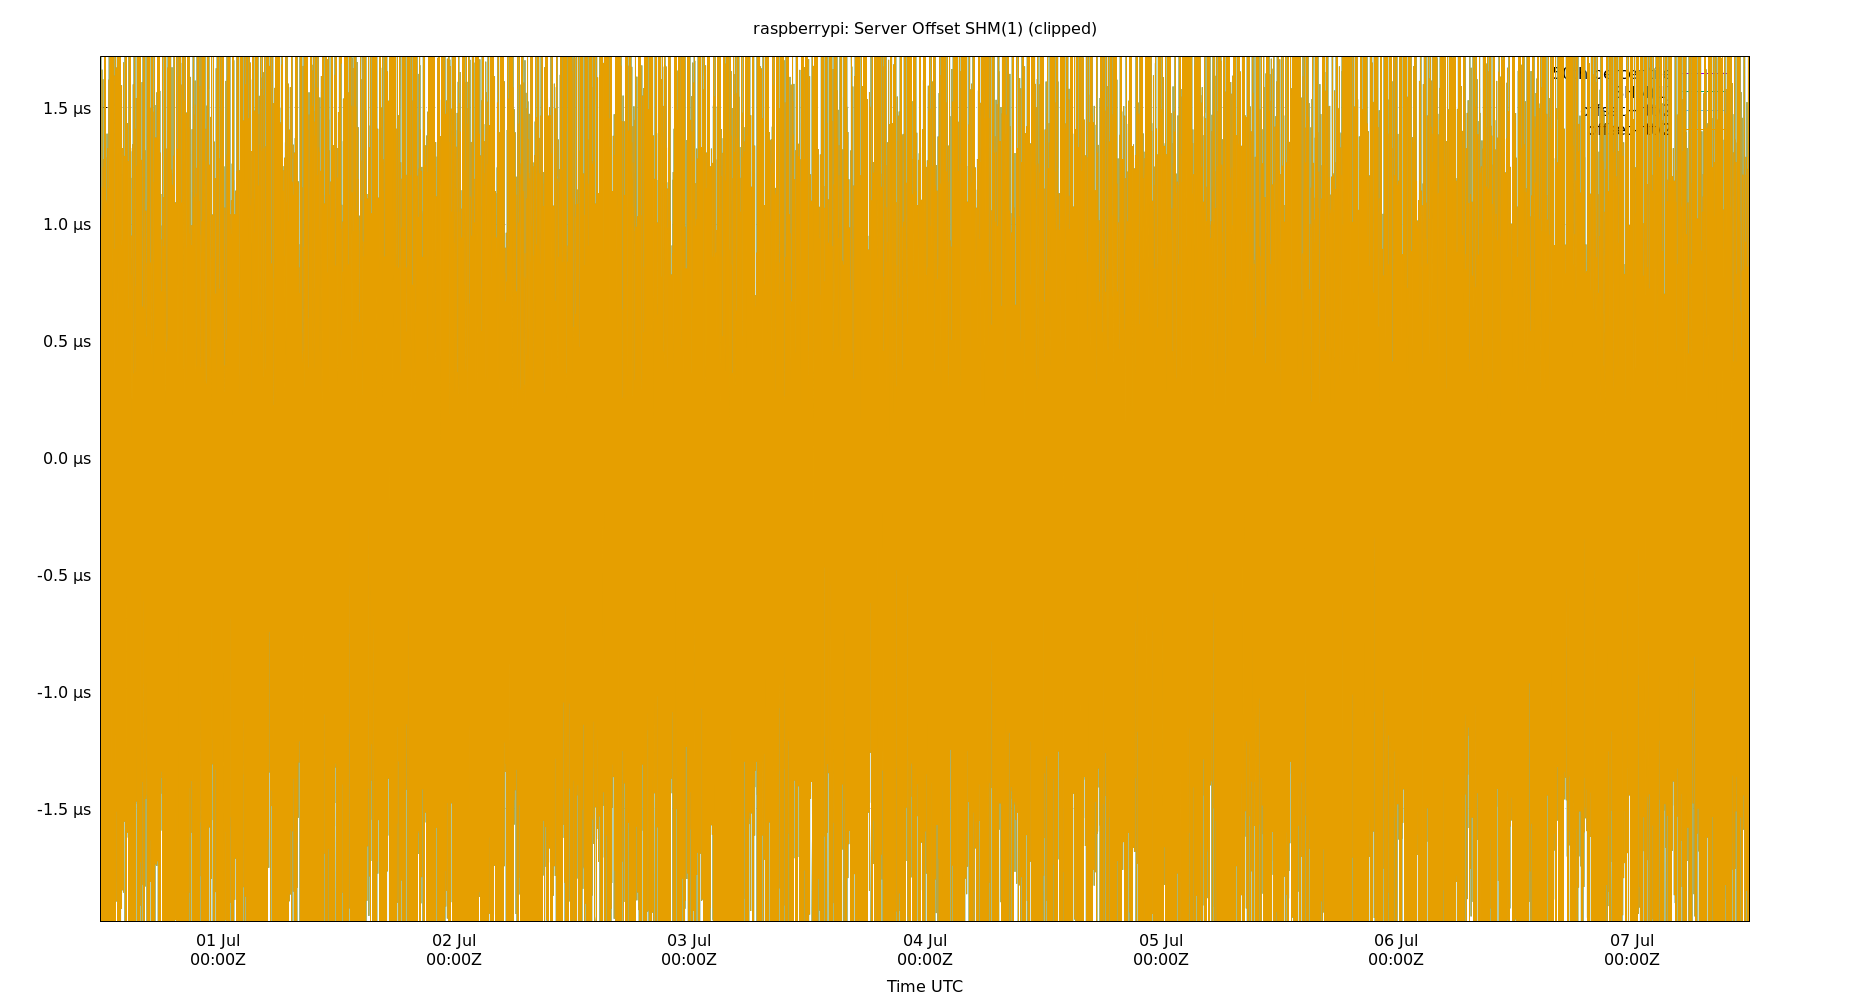 raspberrypi: Server Offset SHM(1) (clipped)
1.5 µs
1.0 µs
0.5 µs
0.0 µs
-0.5 µs
-1.0 µs
-1.5 µs
01 Jul 02 Jul 03 Jul 04 Jul 05 Jul 06 Jul 07 Jul
00:00Z 00:00Z 00:00Z 00:00Z 00:00Z 00:00Z 00:00Z
Time UTC